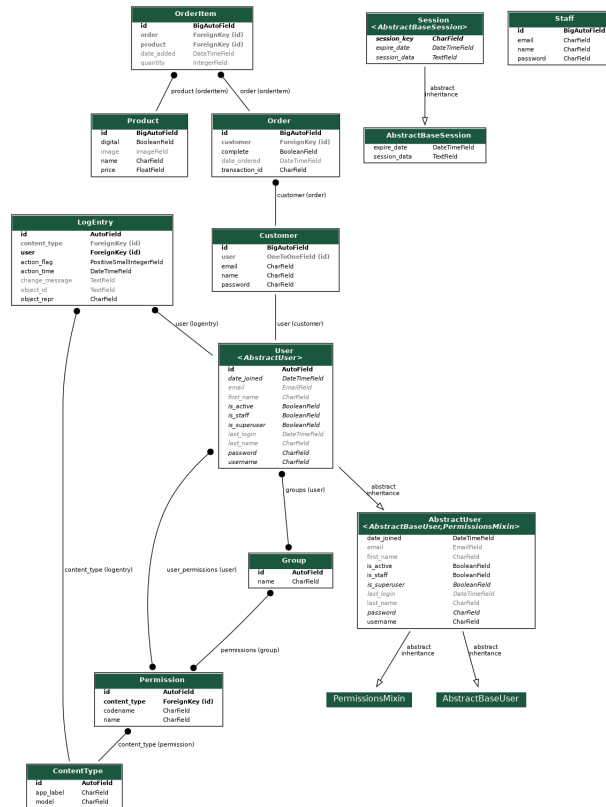 OrderItem
id BigAutoField
order ForeignKey (id)
product ForeignKey (id)
date_added DateTimeField
quantity IntegerField
Session
<AbstractBaseSession>
session_key CharField
expire_date DateTimeField
session_data TextField
Staff
id BigAutoField
email CharField
name CharField
password CharField
product (orderitem)
order (orderitem)
abstract
inheritance
Product
id BigAutoField
digital BooleanField
image ImageField
name CharField
price FloatField
Order
id BigAutoField
customer ForeignKey (id)
complete BooleanField
date_ordered DateTimeField
transaction_id CharField
AbstractBaseSession
expire_date DateTimeField
session_data TextField
customer (order)
LogEntry
id AutoField
content_type ForeignKey (id)
user ForeignKey (id)
action_flag PositiveSmallIntegerField
action_time DateTimeField
change_message TextField
object_id TextField
object_repr CharField
Customer
id BigAutoField
user OneToOneField (id)
email CharField
name CharField
password CharField
user (logentry)
user (customer)
User
<AbstractUser>
id AutoField
date_joined DateTimeField
email EmailField
first_name CharField
is_active BooleanField
is_staff BooleanField
is_superuser BooleanField
last_login DateTimeField
last_name CharField
password CharField
username CharField
groups (user)
abstract
inheritance
AbstractUser
<AbstractBaseUser,PermissionsMixin>
date_joined DateTimeField
email EmailField
first_name CharField
is_active BooleanField
is_staff BooleanField
is_superuser BooleanField
last_login DateTimeField
last_name CharField
password CharField
username CharField
content_type (logentry)
user_permissions (user)
Group
id AutoField
name CharField
permissions (group)
abstract
inheritance
abstract
inheritance
Permission
id AutoField
content_type ForeignKey (id)
codename CharField
name CharField
PermissionsMixin
AbstractBaseUser
content_type (permission)
ContentType
id AutoField
app_label CharField
model CharField